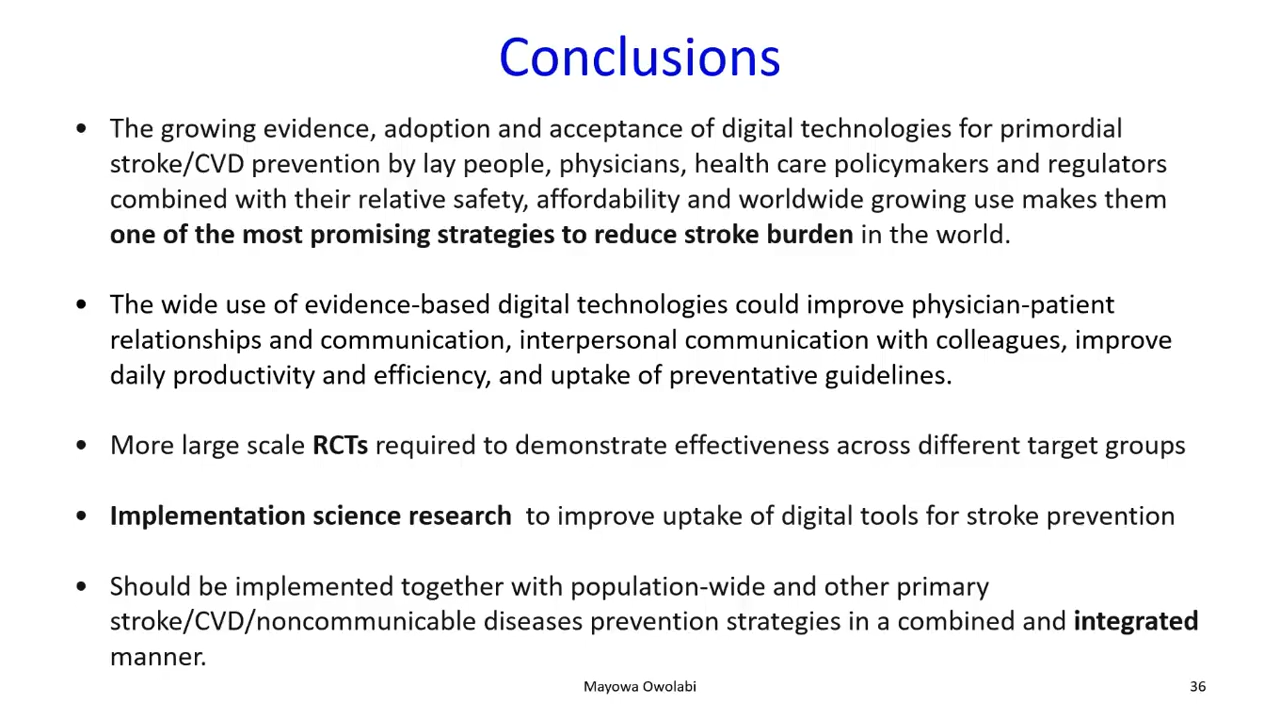 Conclusions
• The growing evidence, adoption and acceptance of digital technologies for primordial
stroke/CVD prevention by lay people, physicians, health care policymakers and regulators
combined with their relative safety, affordability and worldwide growing use makes them
one of the most promising strategies to reduce stroke burden in the world.
• The wide use of evidence-based digital technologies could improve physician-patient
relationships and communication, interpersonal communication with colleagues, improve
daily productivity and efficiency, and uptake of preventative guidelines.
• More large scale RCTs required to demonstrate effectiveness across different target groups
• Implementation science research to improve uptake of digital tools for stroke prevention
• Should be implemented together with population-wide and other primary
stroke/CVD/noncommunicable diseases prevention strategies in a combined and integrated
manner.
Mayowa Owolabi
36